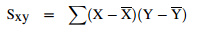 Sxy = ∑(X − X̅)(Y − Y̅)